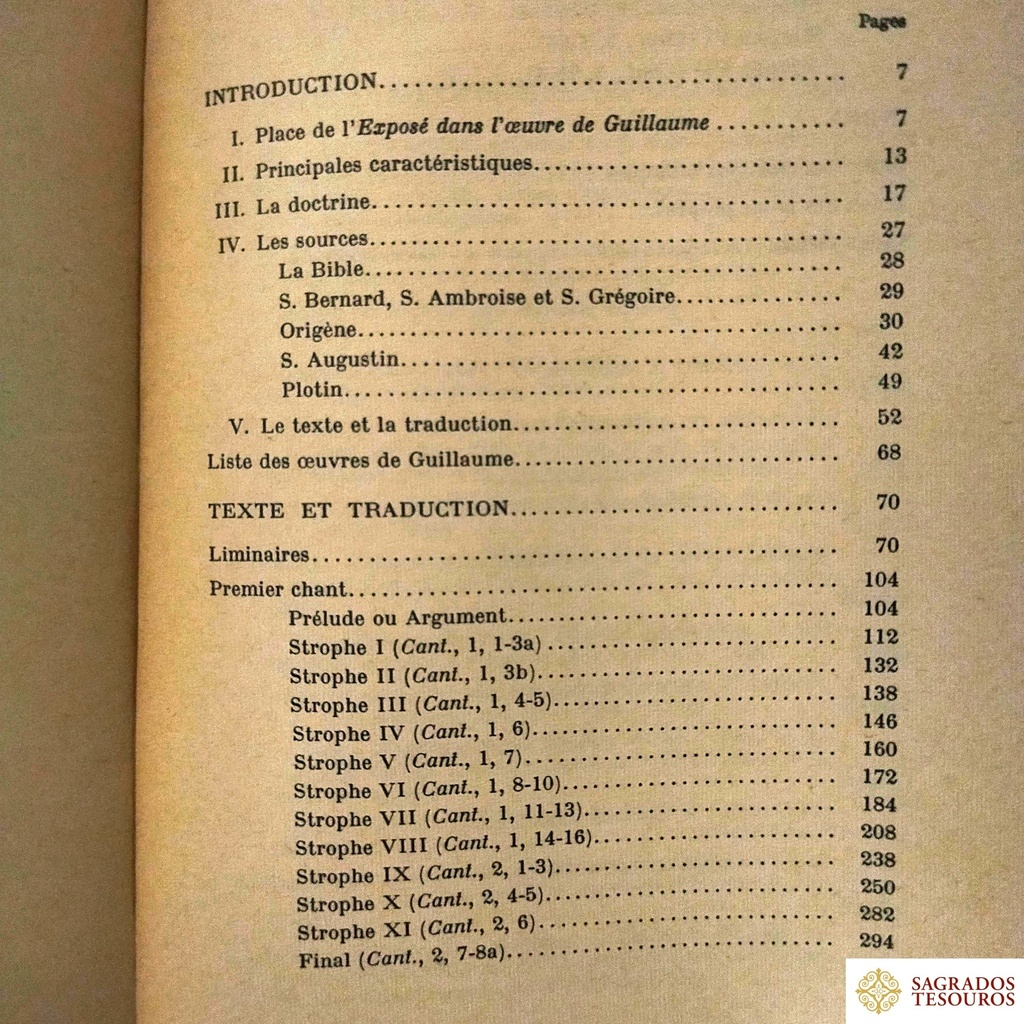 Pages
INTRODUCTION........................................ 7
I. Place de l'Exposé dans l'œuvre de Guillaume ........... 7
II. Principales caractéristiques............................. 13
III. La doctrine........................................... 17
IV. Les sources........................................... 27
La Bible........................................... 28
S. Bernard, S. Ambroise et S. Grégoire............... 29
Origène........................................... 30
S. Augustin....................................... 42
Plotin............................................ 49
V. Le texte et la traduction............................. 52
Liste des œuvres de Guillaume............................. 68
TEXTE ET TRADUCTION............................. 70
Liminaires............................................ 70
Premier chant........................................ 104
Prélude ou Argument............................. 104
Strophe I (Cant., 1, 1-3a)......................... 112
Strophe II (Cant., 1, 3b).......................... 132
Strophe III (Cant., 1, 4-5)......................... 138
Strophe IV (Cant., 1, 6)........................... 146
Strophe V (Cant., 1, 7)............................ 160
Strophe VI (Cant., 1, 8-10)........................ 172
Strophe VII (Cant., 1, 11-13)...................... 184
Strophe VIII (Cant., 1, 14-16)..................... 208
Strophe IX (Cant., 2, 1-3)......................... 238
Strophe X (Cant., 2, 4-5).......................... 250
Strophe XI (Cant., 2, 6)........................... 282
Final (Cant., 2, 7-8a)............................. 294
SAGRADOS
TESOUROS